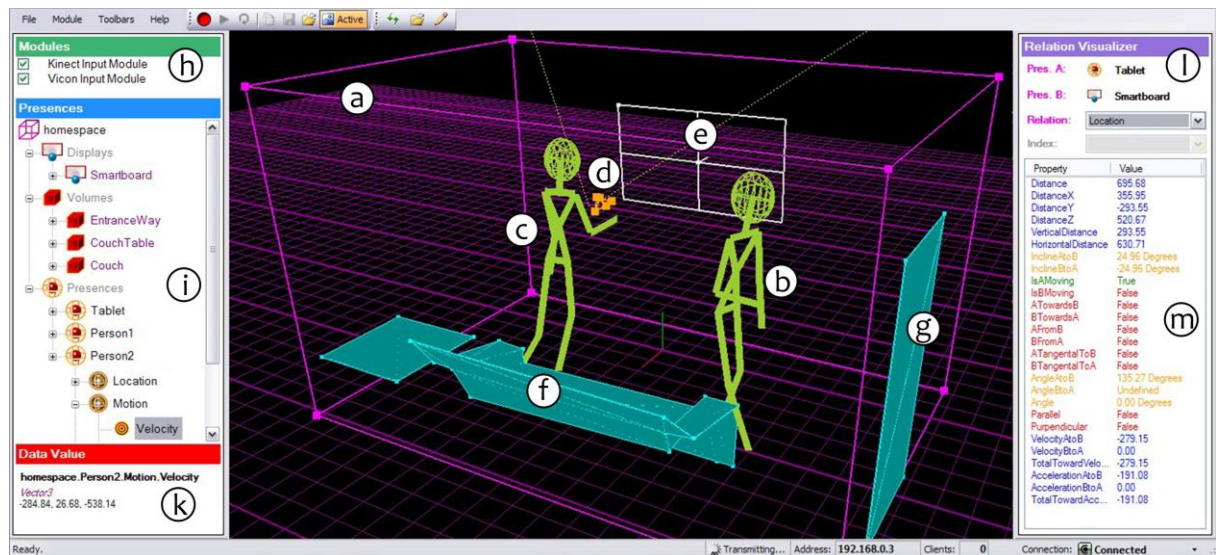 File Module Toolbars Help Active
Modules
Kinect Input Module
Vicon Input Module
h
Presences
homespace
Displays
Smartboard
Volumes
EntranceWay
CouchTable
Couch
Presences
Tablet
Person1
Person2
Location
Motion
Velocity
i
Data Value
homespace.Person2.Motion.Velocity
Vector3
-284.84, 26.68, -538.14
k
a
e
d
c
b
g
f
Relation Visualizer
Pres. A: Tablet
l
Pres. B: Smartboard
Relation: Location
Index:
Property Value
Distance 695.68
DistanceX 355.95
DistanceY -293.55
DistanceZ 520.67
VerticalDistance 293.55
HorizontalDistance 630.71
InclineAtoB 24.96 Degrees
InclineBtoA -24.96 Degrees
IsAMoving True
IsBMoving False
ATowardsB False
BTowardsA False
AFromB False
BFromA False
ATangentalToB False
BTangentalToA False
AngleAtoB 135.27 Degrees
AngleBtoA Undefined
Angle 0.00 Degrees
Parallel False
Purpendicular False
VelocityAtoB -279.15
VelocityBtoA 0.00
TotalTowardVelo... -279.15
AccelerationAtoB -191.08
AccelerationBtoA 0.00
TotalTowardAcc... -191.08
m
Ready. Transmitting... Address: 192.168.0.3 Clients: 0 Connection: Connected